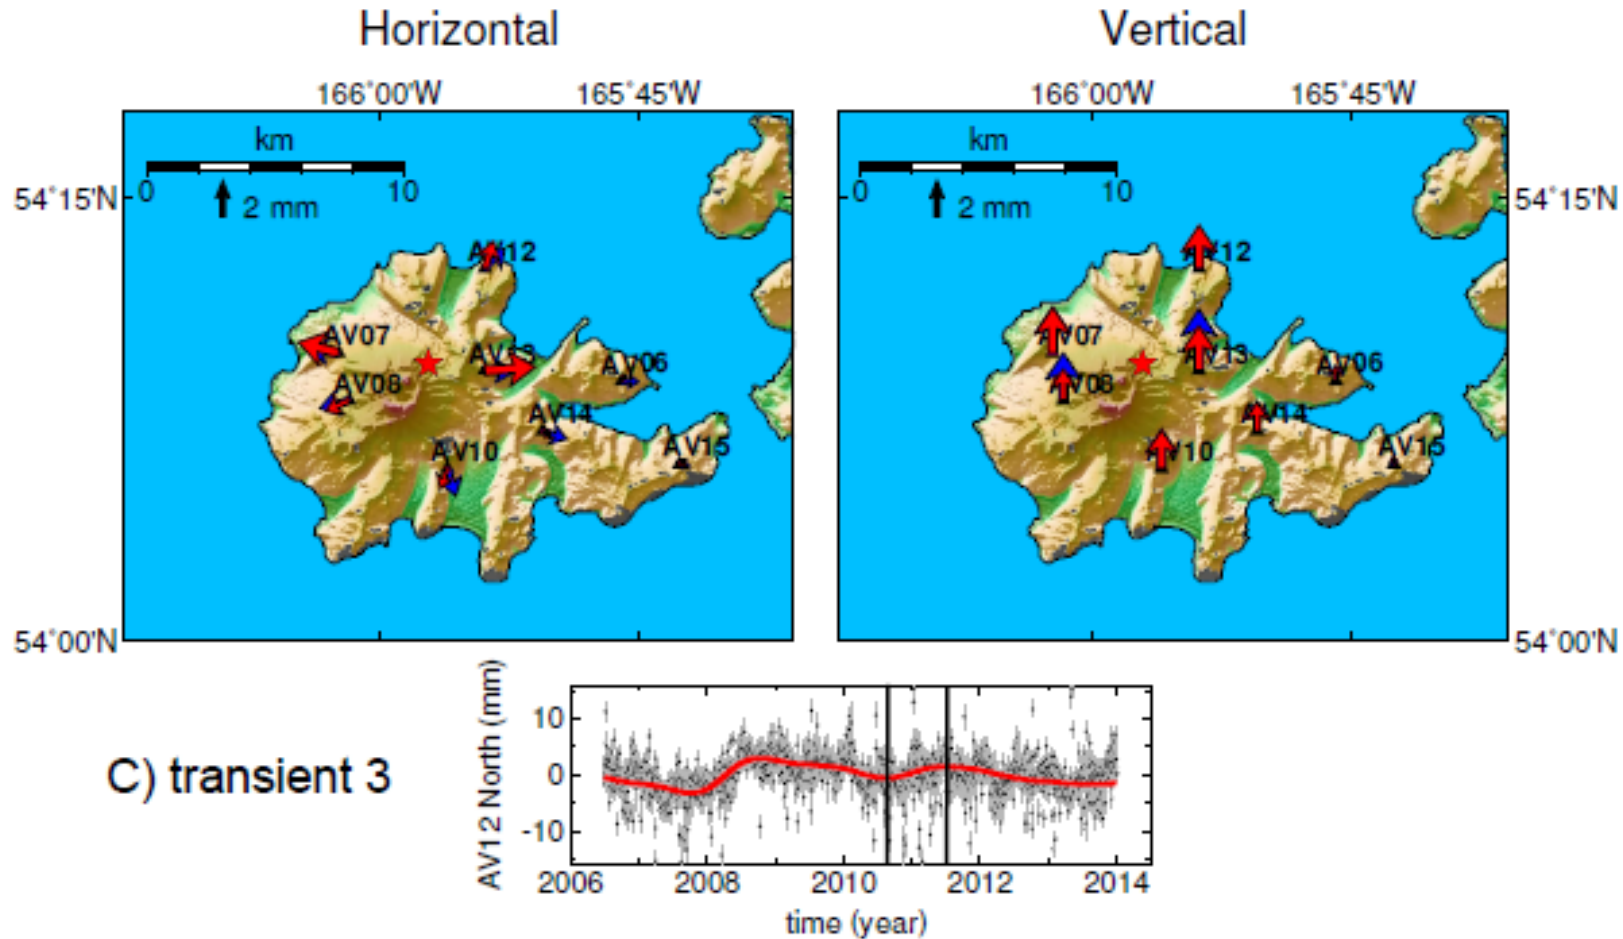 Horizontal
Vertical
166°00'W 165°45'W
166°00'W 165°45'W
km
0 10
2 mm
km
0 10
2 mm
54°15'N
54°15'N
AV12
AV07
AV13
AV06
AV08
AV14
AV10
AV15
AV12
AV07
AV13
AV06
AV08
AV14
AV10
AV15
54°00'N
54°00'N
C) transient 3
AV12 North (mm)
10
0
-10
2006 2008 2010 2012 2014
time (year)